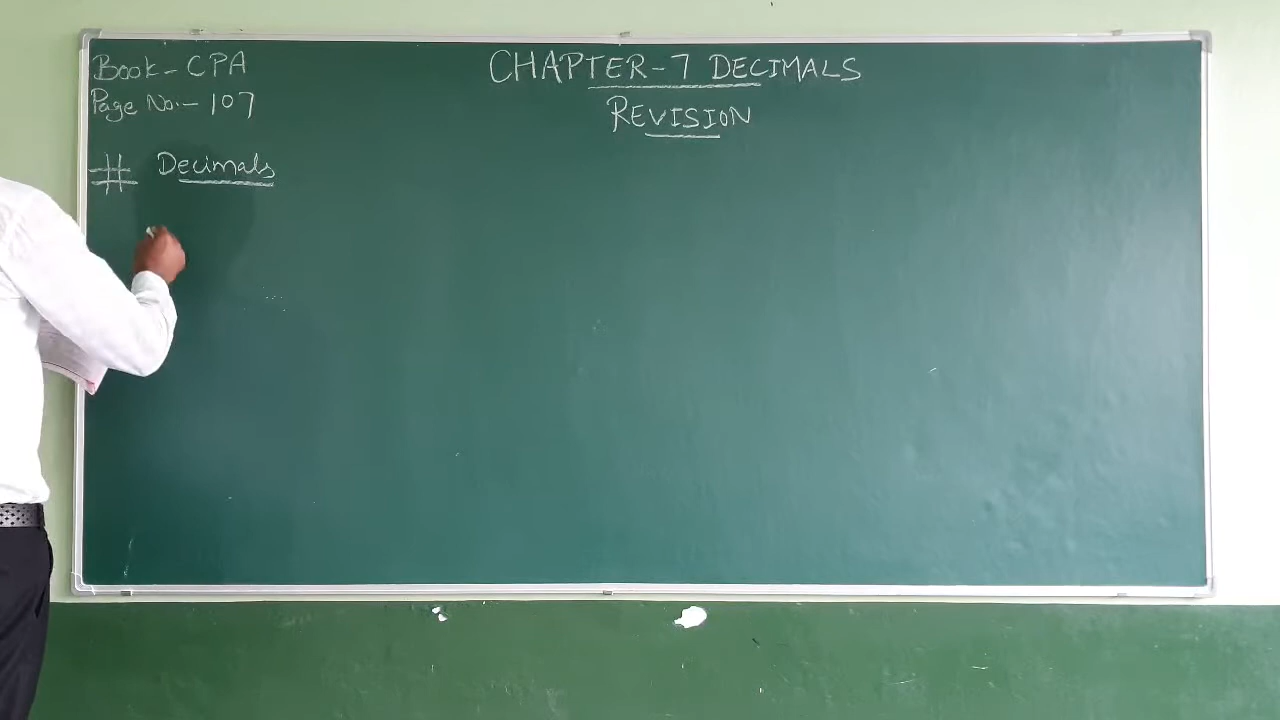 Book - CPA
Page No:- 107
CHAPTER-7 DECIMALS
REVISION
# Decimals